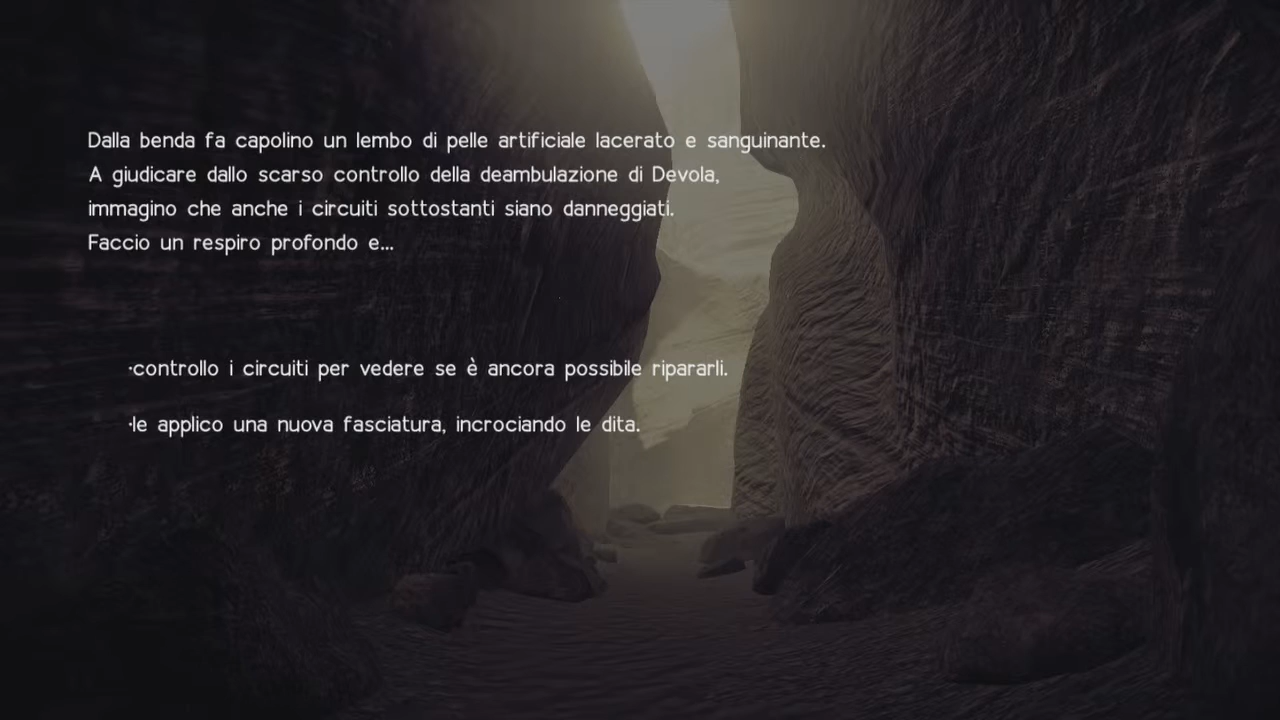 Dalla benda fa capolino un lembo di pelle artificiale lacerato e sanguinante.
A giudicare dallo scarso controllo della deambulazione di Devola,
immagino che anche i circuiti sottostanti siano danneggiati.
Faccio un respiro profondo e...
·controllo i circuiti per vedere se è ancora possibile ripararli.
·le applico una nuova fasciatura, incrociando le dita.